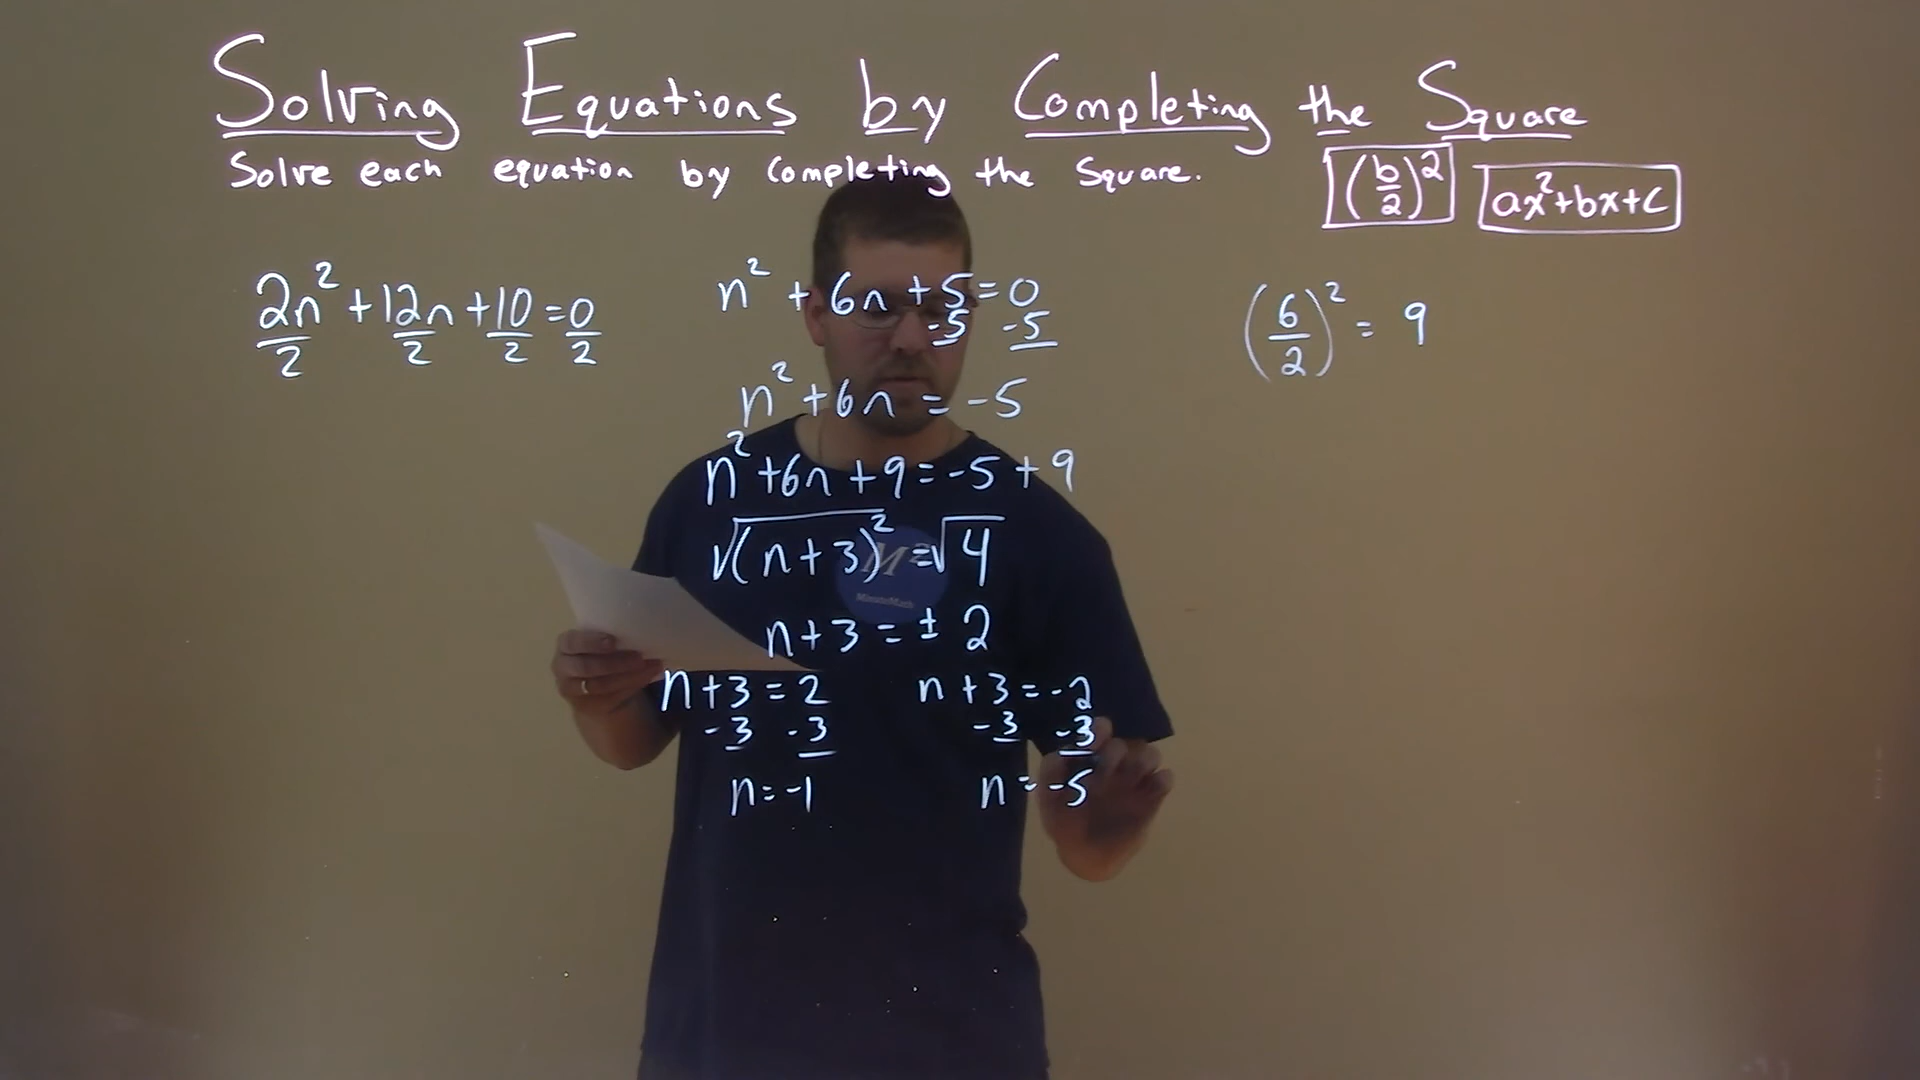 Solving Equations by Completing the Square
Solve each equation by completing the Square.
(b/2)²
ax²+bx+c
2n²/2 + 12n/2 + 10/2 = 0/2
n² + 6n + 5 = 0
-5 -5
n² + 6n = -5
n² + 6n + 9 = -5 + 9
√(n+3)² = √4
n + 3 = ± 2
n + 3 = 2
-3 -3
n = -1
n + 3 = -2
-3 -3
n = -5
(6/2)² = 9
M²
MinuteMath